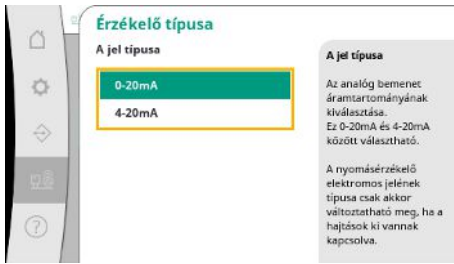 Érzékelő típusa
A jel típusa
0-20mA
4-20mA
A jel típusa
Az analóg bemenet
áramtartományának
kiválasztása.
Ez 0-20mA és 4-20mA
között választható.
A nyomásérzékelő
elektromos jelének
típusa csak akkor
változtatható meg, ha a
hajtások ki vannak
kapcsolva.